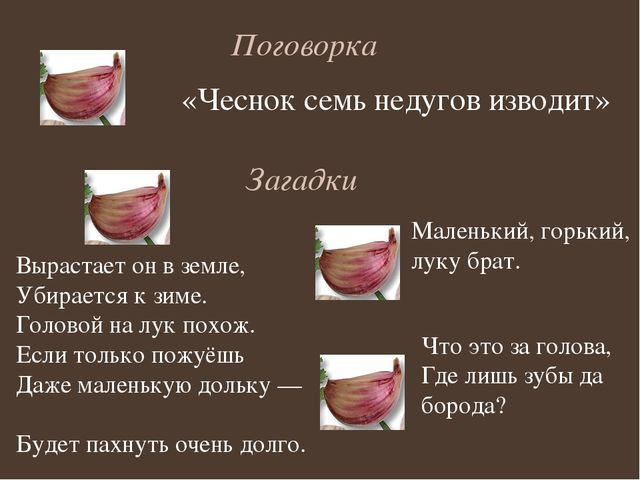 Поговорка
«Чеснок семь недугов изводит»
Загадки
Вырастает он в земле,
Убирается к зиме.
Головой на лук похож.
Если только пожуёшь
Даже маленькую дольку —
Будет пахнуть очень долго.
Маленький, горький,
луку брат.
Что это за голова,
Где лишь зубы да
борода?